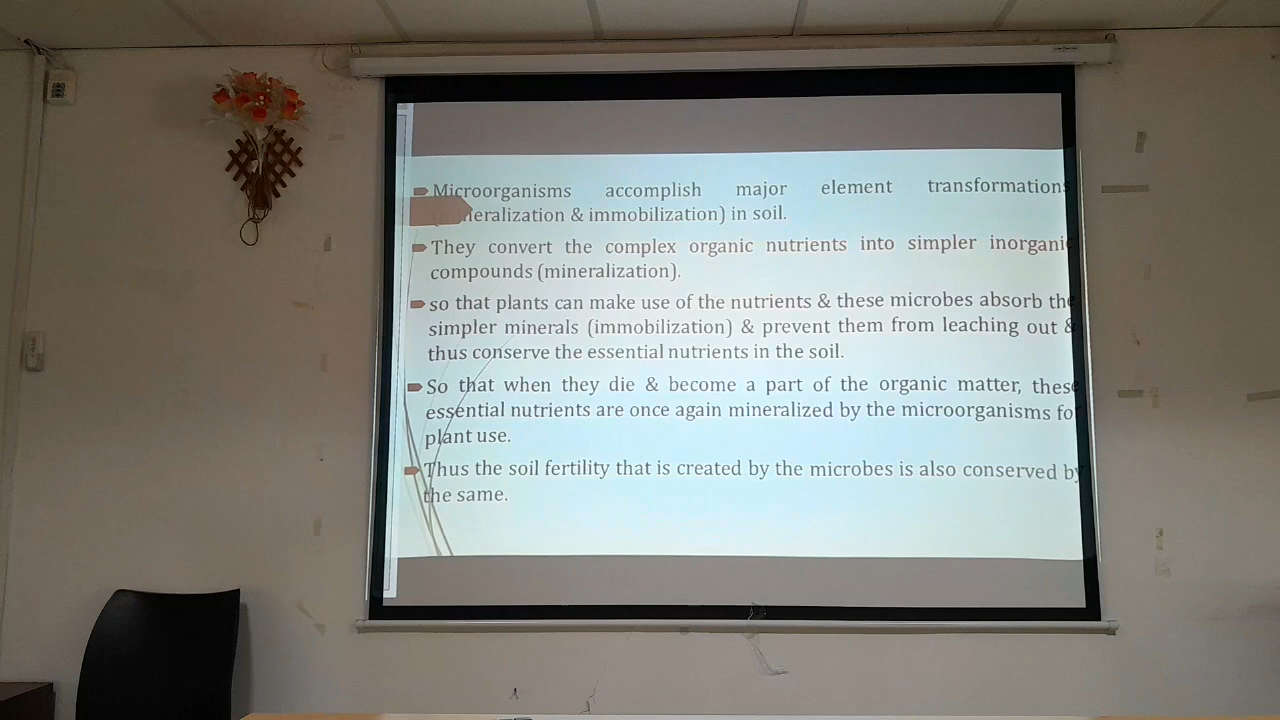 Microorganisms accomplish major element transformations
(mineralization & immobilization) in soil.
They convert the complex organic nutrients into simpler inorganic
compounds (mineralization).
so that plants can make use of the nutrients & these microbes absorb the
simpler minerals (immobilization) & prevent them from leaching out &
thus conserve the essential nutrients in the soil.
So that when they die & become a part of the organic matter, these
essential nutrients are once again mineralized by the microorganisms for
plant use.
Thus the soil fertility that is created by the microbes is also conserved by
the same.